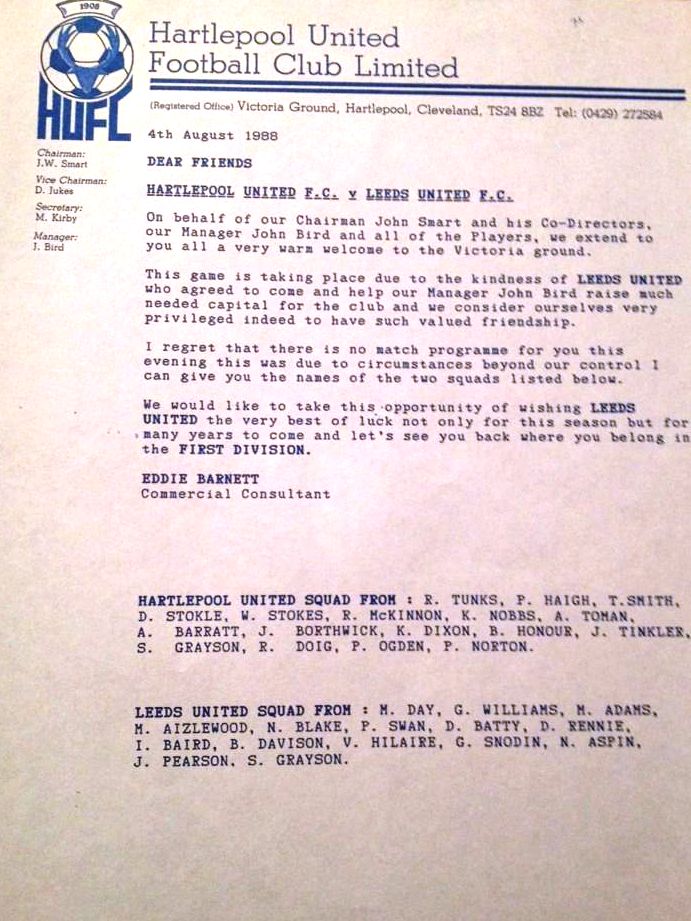 1908
HUFC
Hartlepool United
Football Club Limited
(Registered Office) Victoria Ground, Hartlepool, Cleveland, TS24 8BZ Tel: (0429) 272584
4th August 1988
Chairman:
J.W. Smart
Vice Chairman:
D. Jukes
Secretary:
M. Kirby
Manager:
J. Bird
DEAR FRIENDS
HARTLEPOOL UNITED F.C. v LEEDS UNITED F.C.
On behalf of our Chairman John Smart and his Co-Directors,
our Manager John Bird and all of the Players, we extend to
you all a very warm welcome to the Victoria ground.
This game is taking place due to the kindness of LEEDS UNITED
who agreed to come and help our Manager John Bird raise much
needed capital for the club and we consider ourselves very
privileged indeed to have such valued friendship.
I regret that there is no match programme for you this
evening this was due to circumstances beyond our control I
can give you the names of the two squads listed below.
We would like to take this opportunity of wishing LEEDS
UNITED the very best of luck not only for this season but for
many years to come and let's see you back where you belong in
the FIRST DIVISION.
EDDIE BARNETT
Commercial Consultant
HARTLEPOOL UNITED SQUAD FROM : R. TUNKS, P. HAIGH, T.SMITH,
D. STOKLE, W. STOKES, R. McKINNON, K. NOBBS, A. TOMAN,
A. BARRATT, J. BORTHWICK, K. DIXON, B. HONOUR, J. TINKLER,
S. GRAYSON, R. DOIG, P. OGDEN, P. NORTON.
LEEDS UNITED SQUAD FROM : M. DAY, G. WILLIAMS, M. ADAMS,
M. AIZLEWOOD, N. BLAKE, P. SWAN, D. BATTY, D. RENNIE,
I. BAIRD, B. DAVISON, V. HILAIRE, G. SNODIN, N. ASPIN,
J. PEARSON, S. GRAYSON.